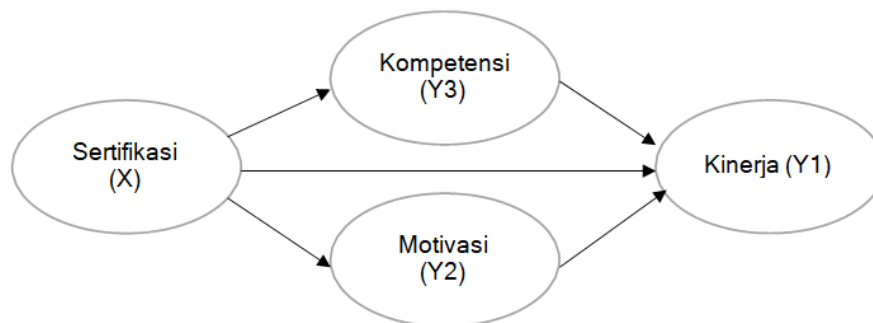 Kompetensi
(Y3)
Sertifikasi
(X)
Kinerja (Y1)
Motivasi
(Y2)